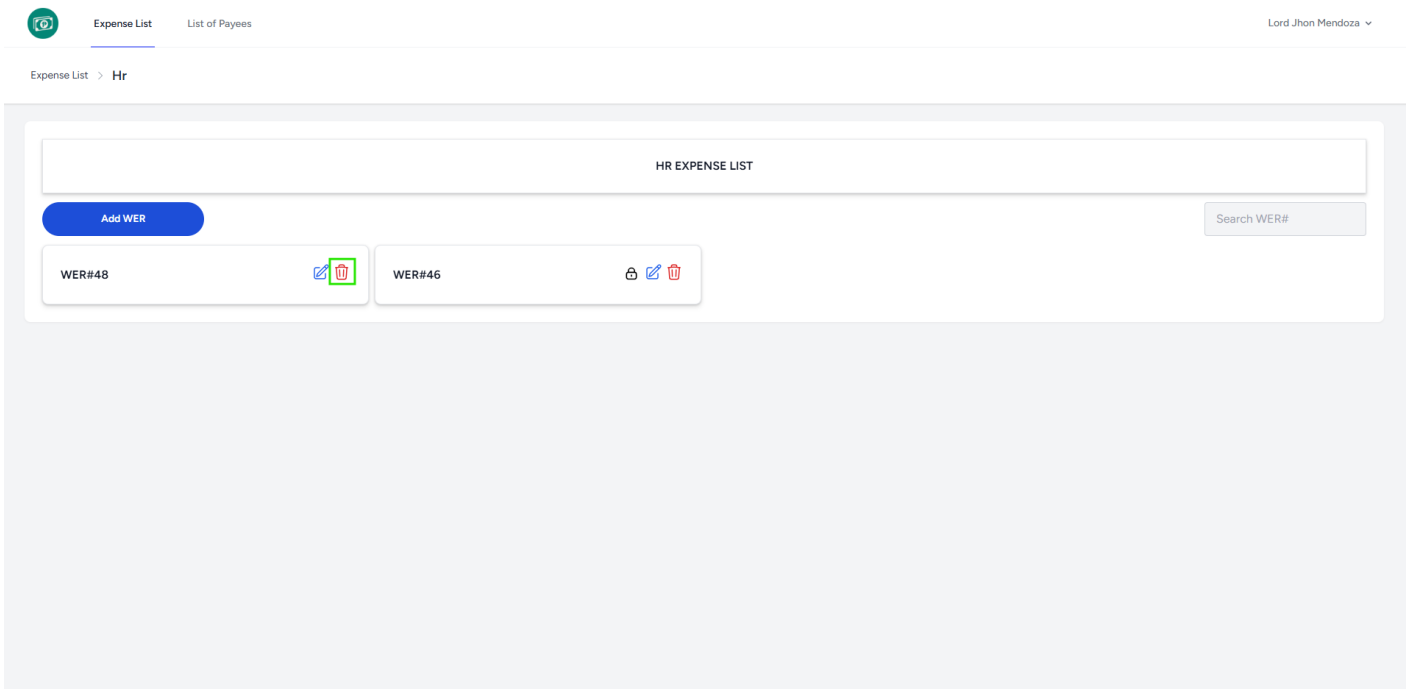 Expense List
List of Payees
Lord Jhon Mendoza
Expense List > Hr
HR EXPENSE LIST
Add WER
Search WER#
WER#48
WER#46